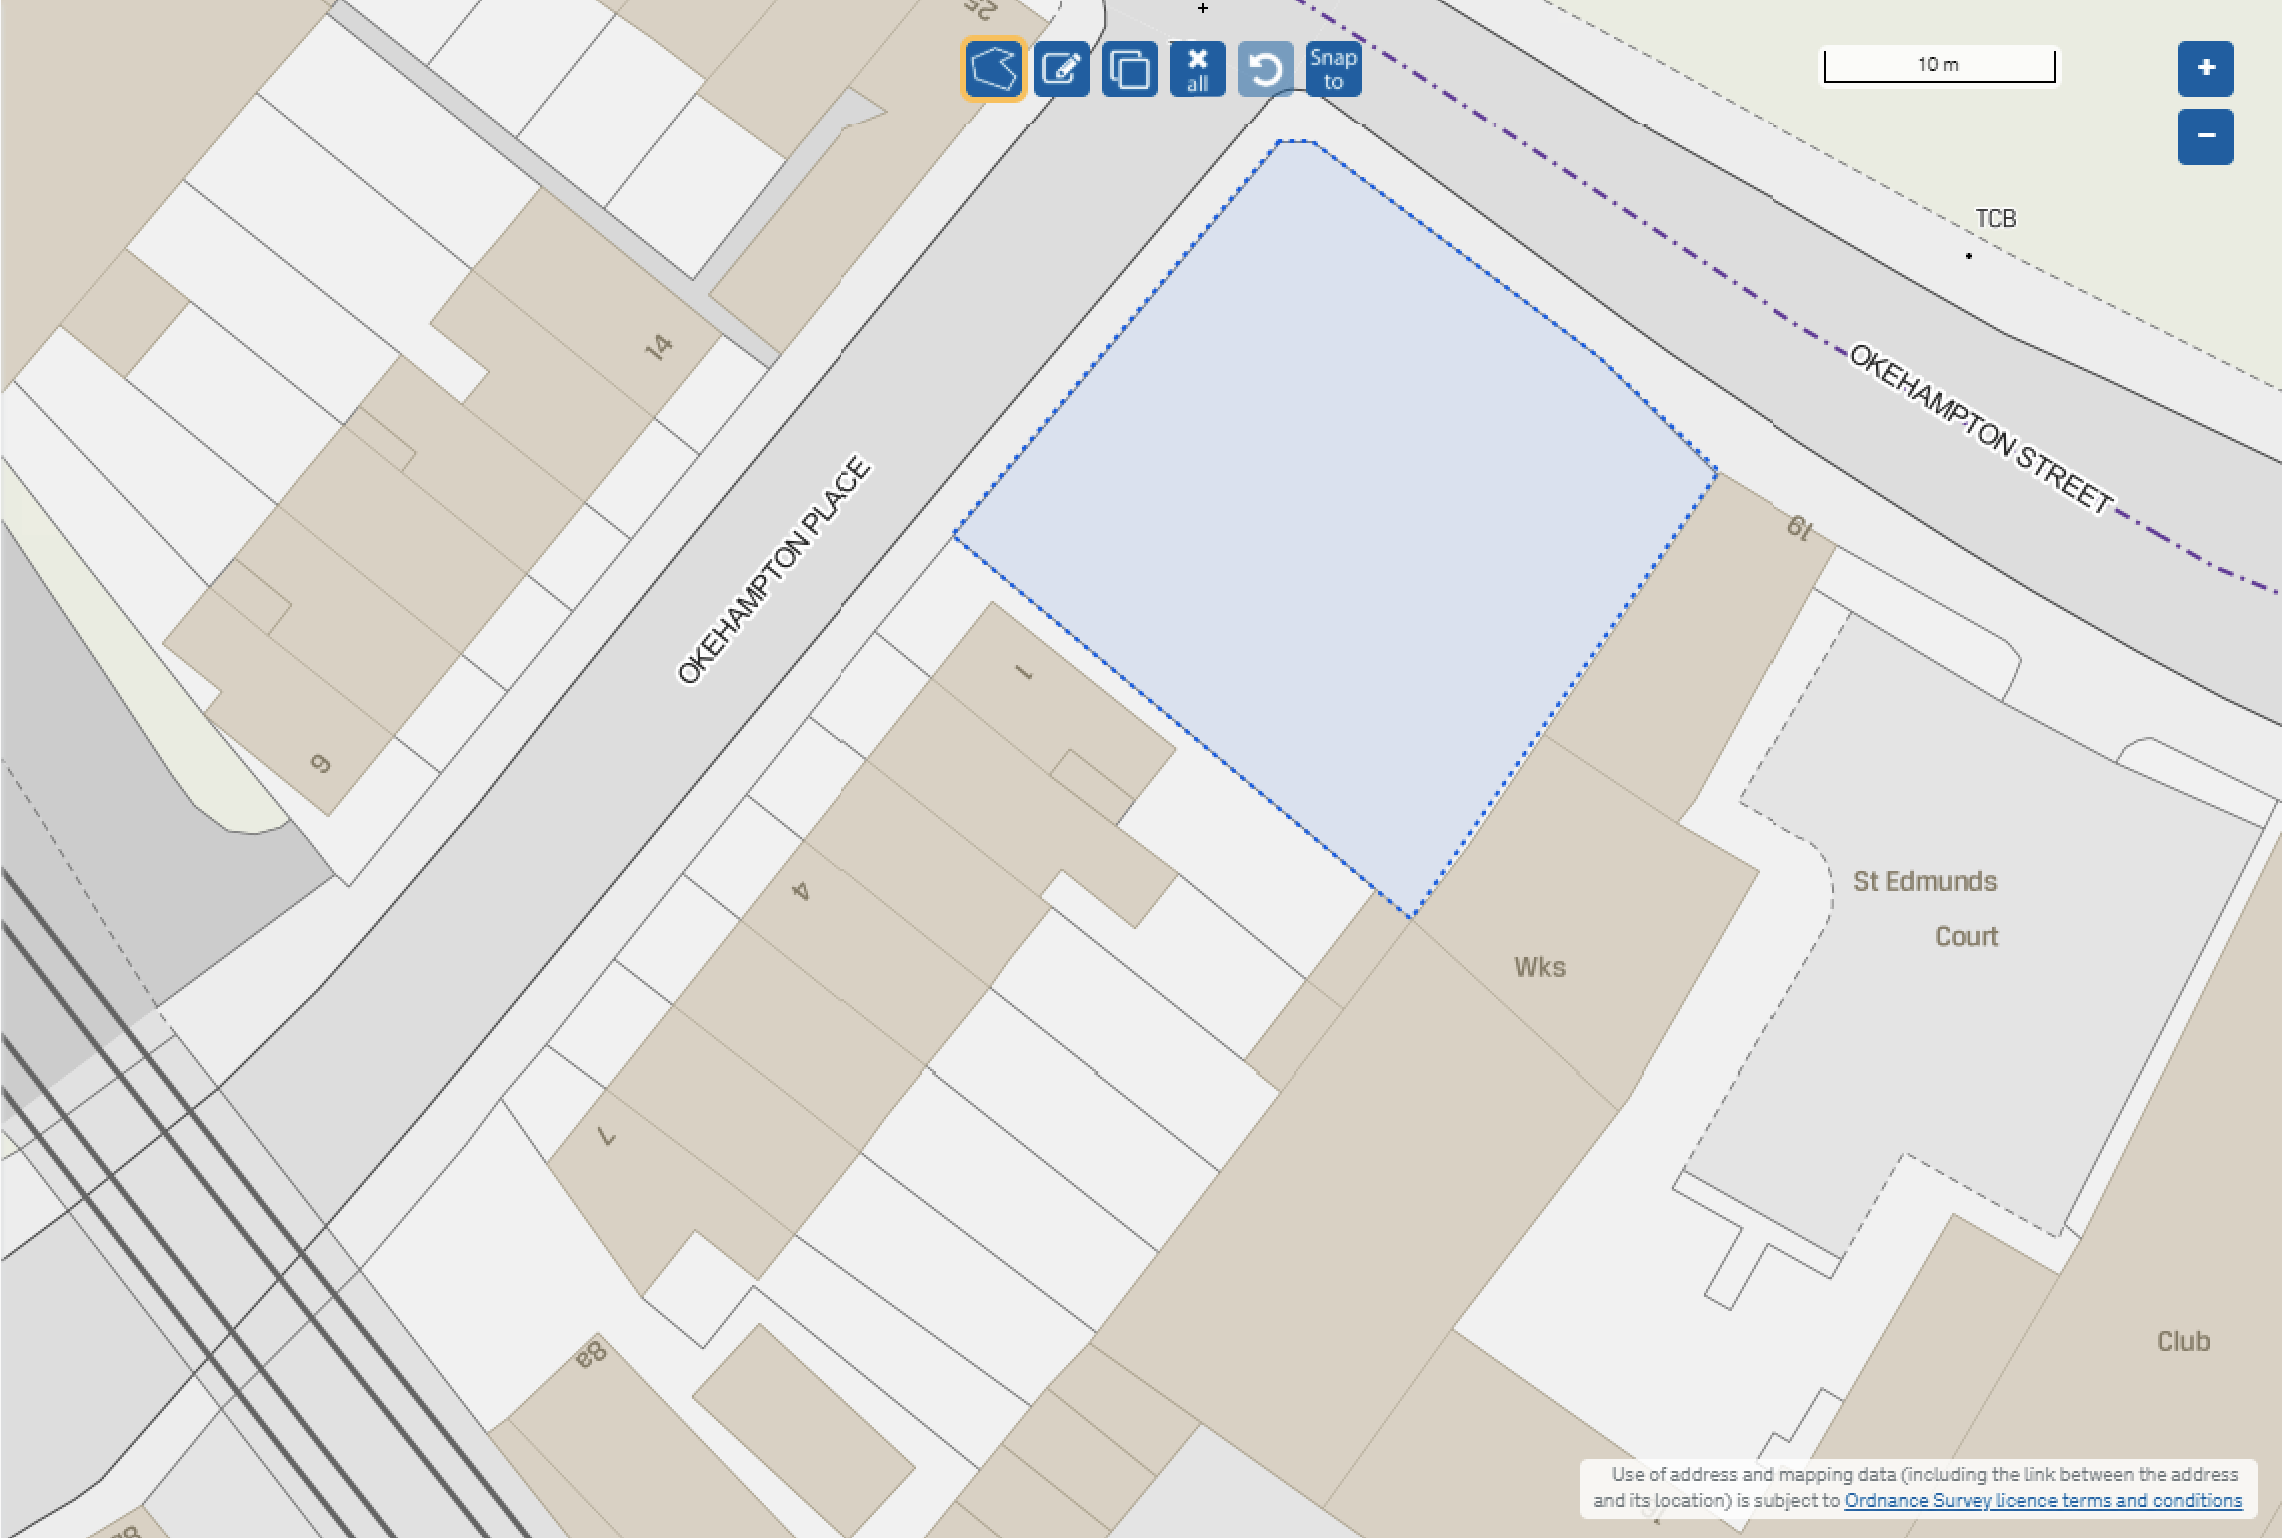 25
all
Snap
to
10 m
+
−
TCB
14
OKEHAMPTON STREET
OKEHAMPTON PLACE
19
1
9
4
St Edmunds
Court
Wks
7
8a
Club
Use of address and mapping data (including the link between the address
and its location) is subject to Ordnance Survey licence terms and conditions